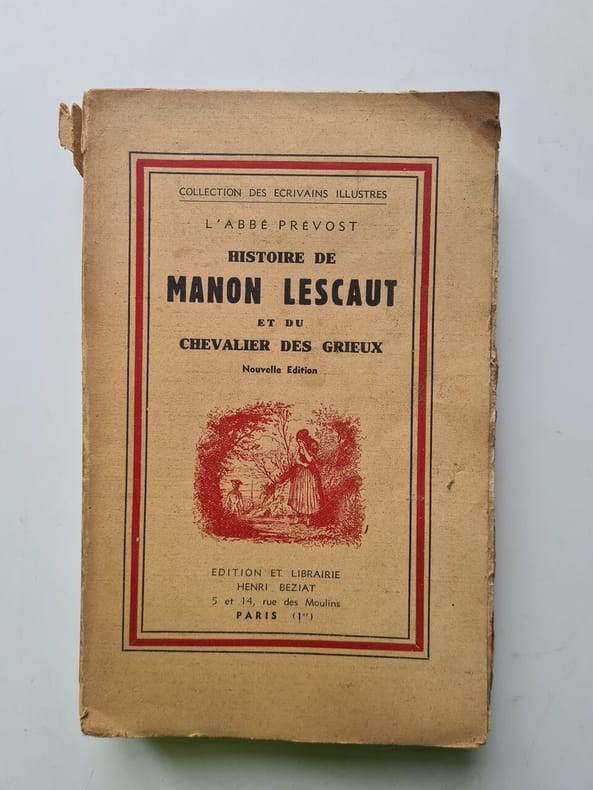 COLLECTION DES ECRIVAINS ILLUSTRES
L'ABBÉ PRÉVOST
HISTOIRE DE
MANON LESCAUT
ET DU
CHEVALIER DES GRIEUX
Nouvelle Edition
EDITION ET LIBRAIRIE
HENRI BEZIAT
5 et 14, rue des Moulins
PARIS (1er)